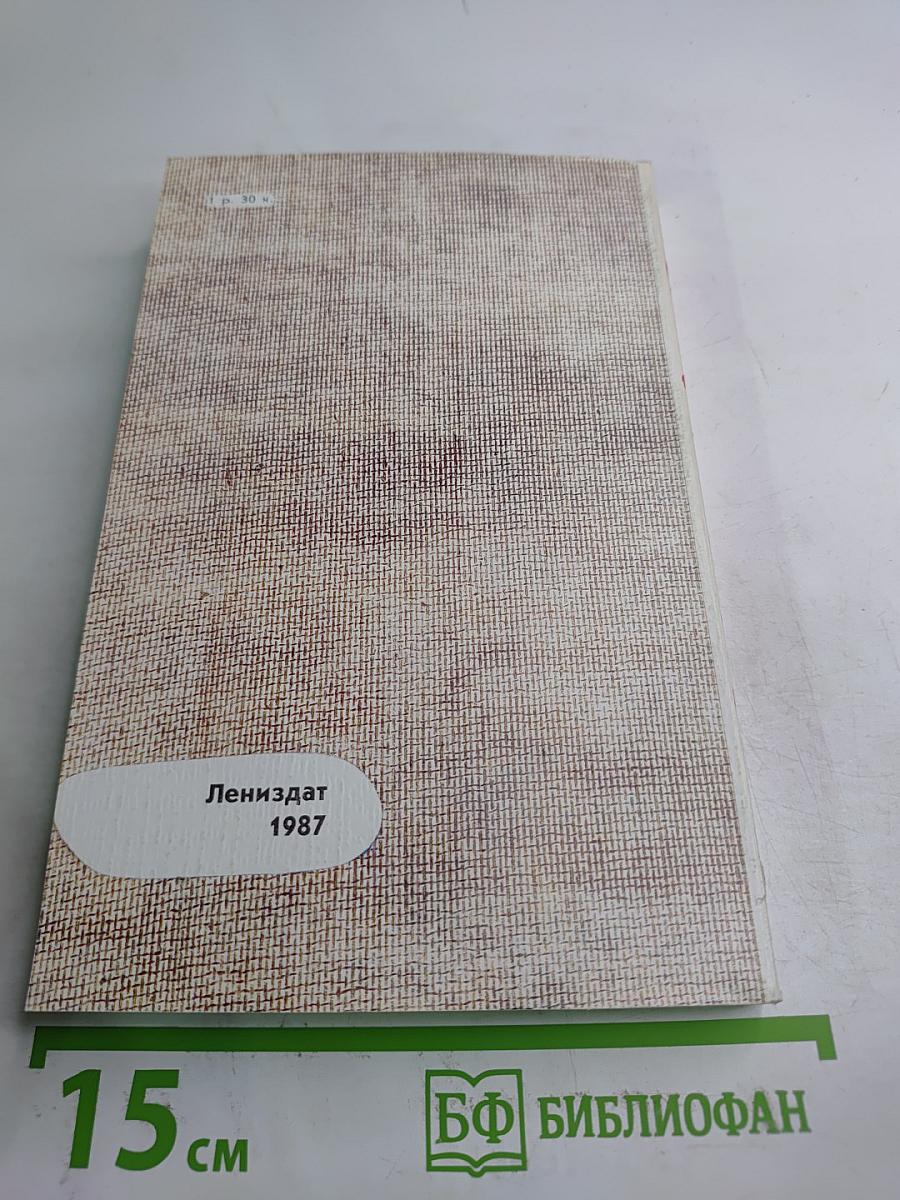 1 р. 30 к.
Лениздат
1987
15 см
БФ БИБЛИОФАН